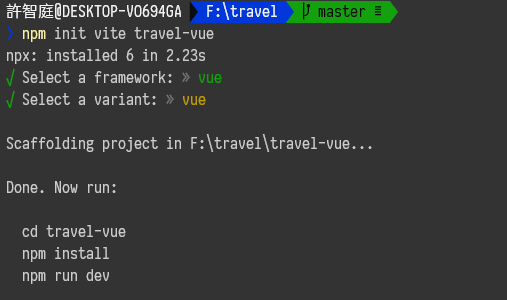 許智庭@DESKTOP-VO694GA F:\travel master ≡
❯ npm init vite travel-vue
npx: installed 6 in 2.23s
√ Select a framework: » vue
√ Select a variant: » vue
Scaffolding project in F:\travel\travel-vue...
Done. Now run:
cd travel-vue
npm install
npm run dev